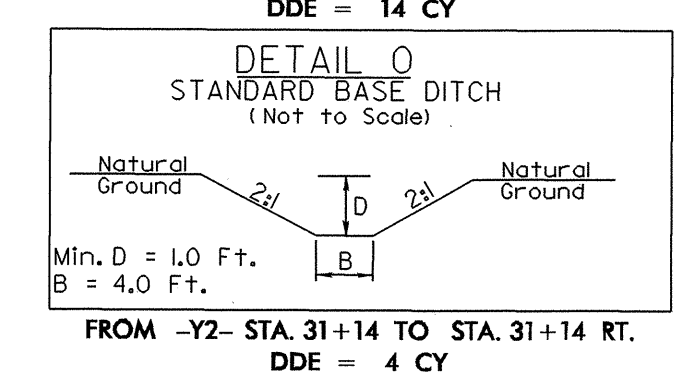 DDE = 14 CY
DETAIL O
STANDARD BASE DITCH
(Not to Scale)
Natural
Ground
2:1
D
2:1
Natural
Ground
B
Min. D = 1.0 Ft.
B = 4.0 Ft.
FROM -Y2- STA. 31+14 TO STA. 31+14 RT.
DDE = 4 CY